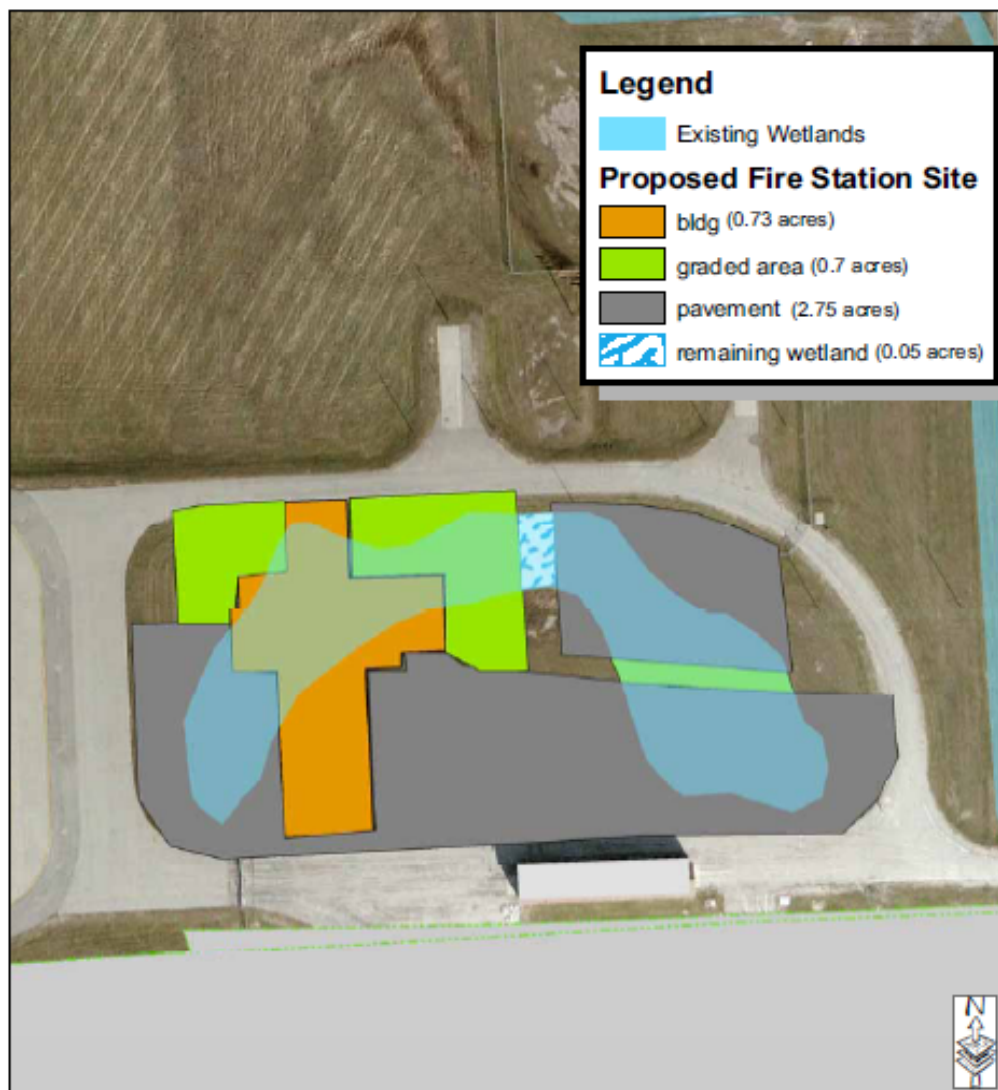 Legend
Existing Wetlands
Proposed Fire Station Site
bldg (0.73 acres)
graded area (0.7 acres)
pavement (2.75 acres)
remaining wetland (0.05 acres)
N